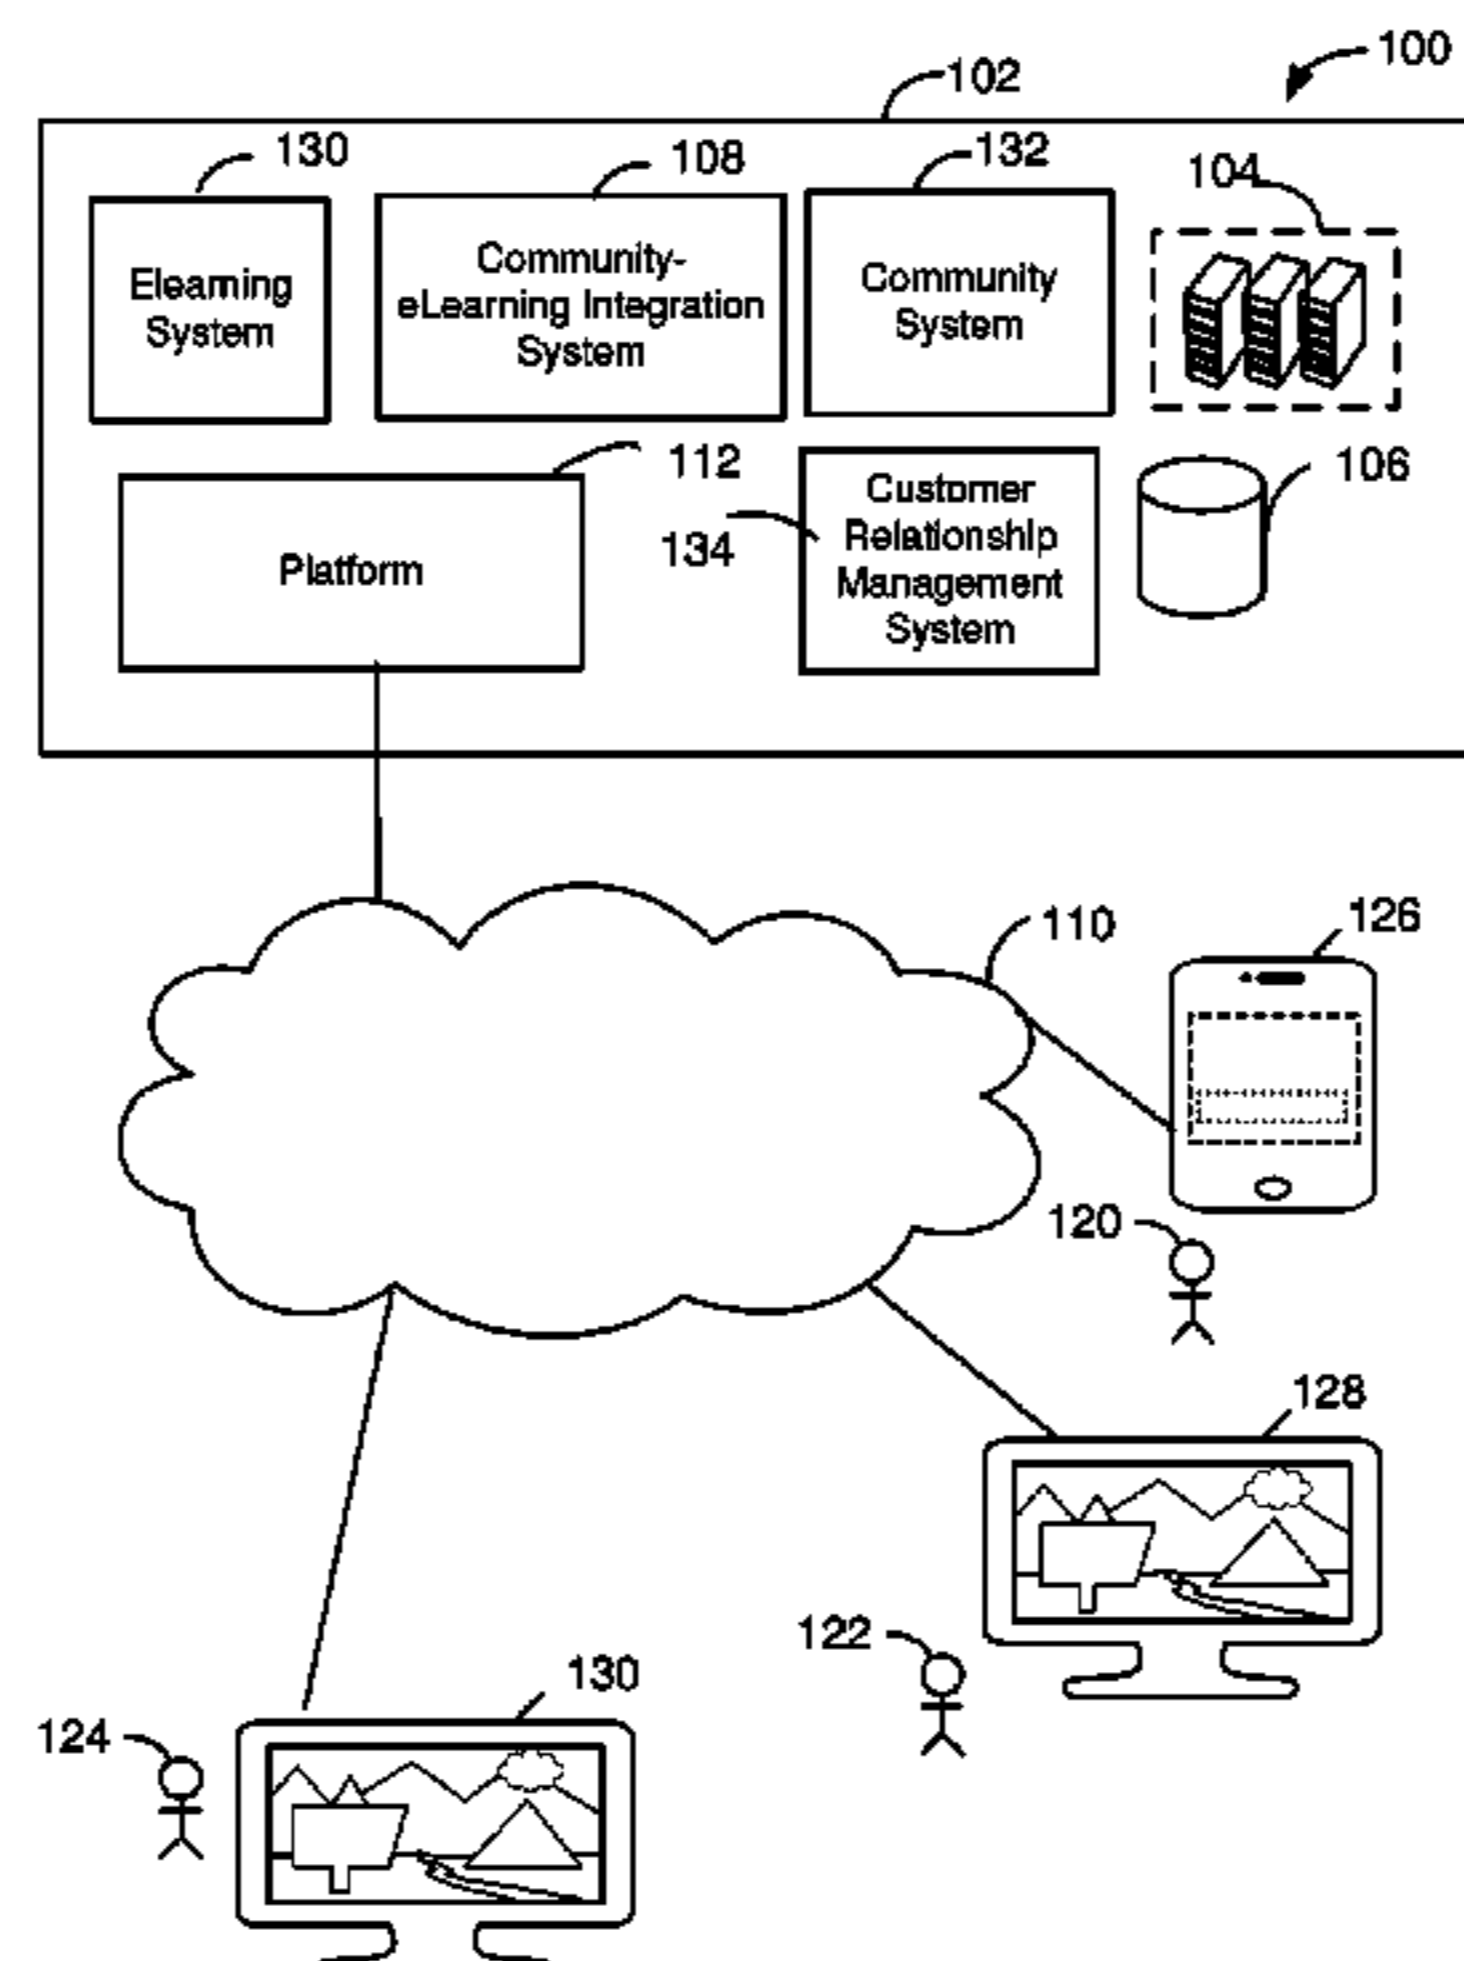 100
102
130
108
132
104
Elearning
System
Community-
eLearning Integration
System
Community
System
112
106
134
Platform
Customer
Relationship
Management
System
110
126
120
128
122
130
124